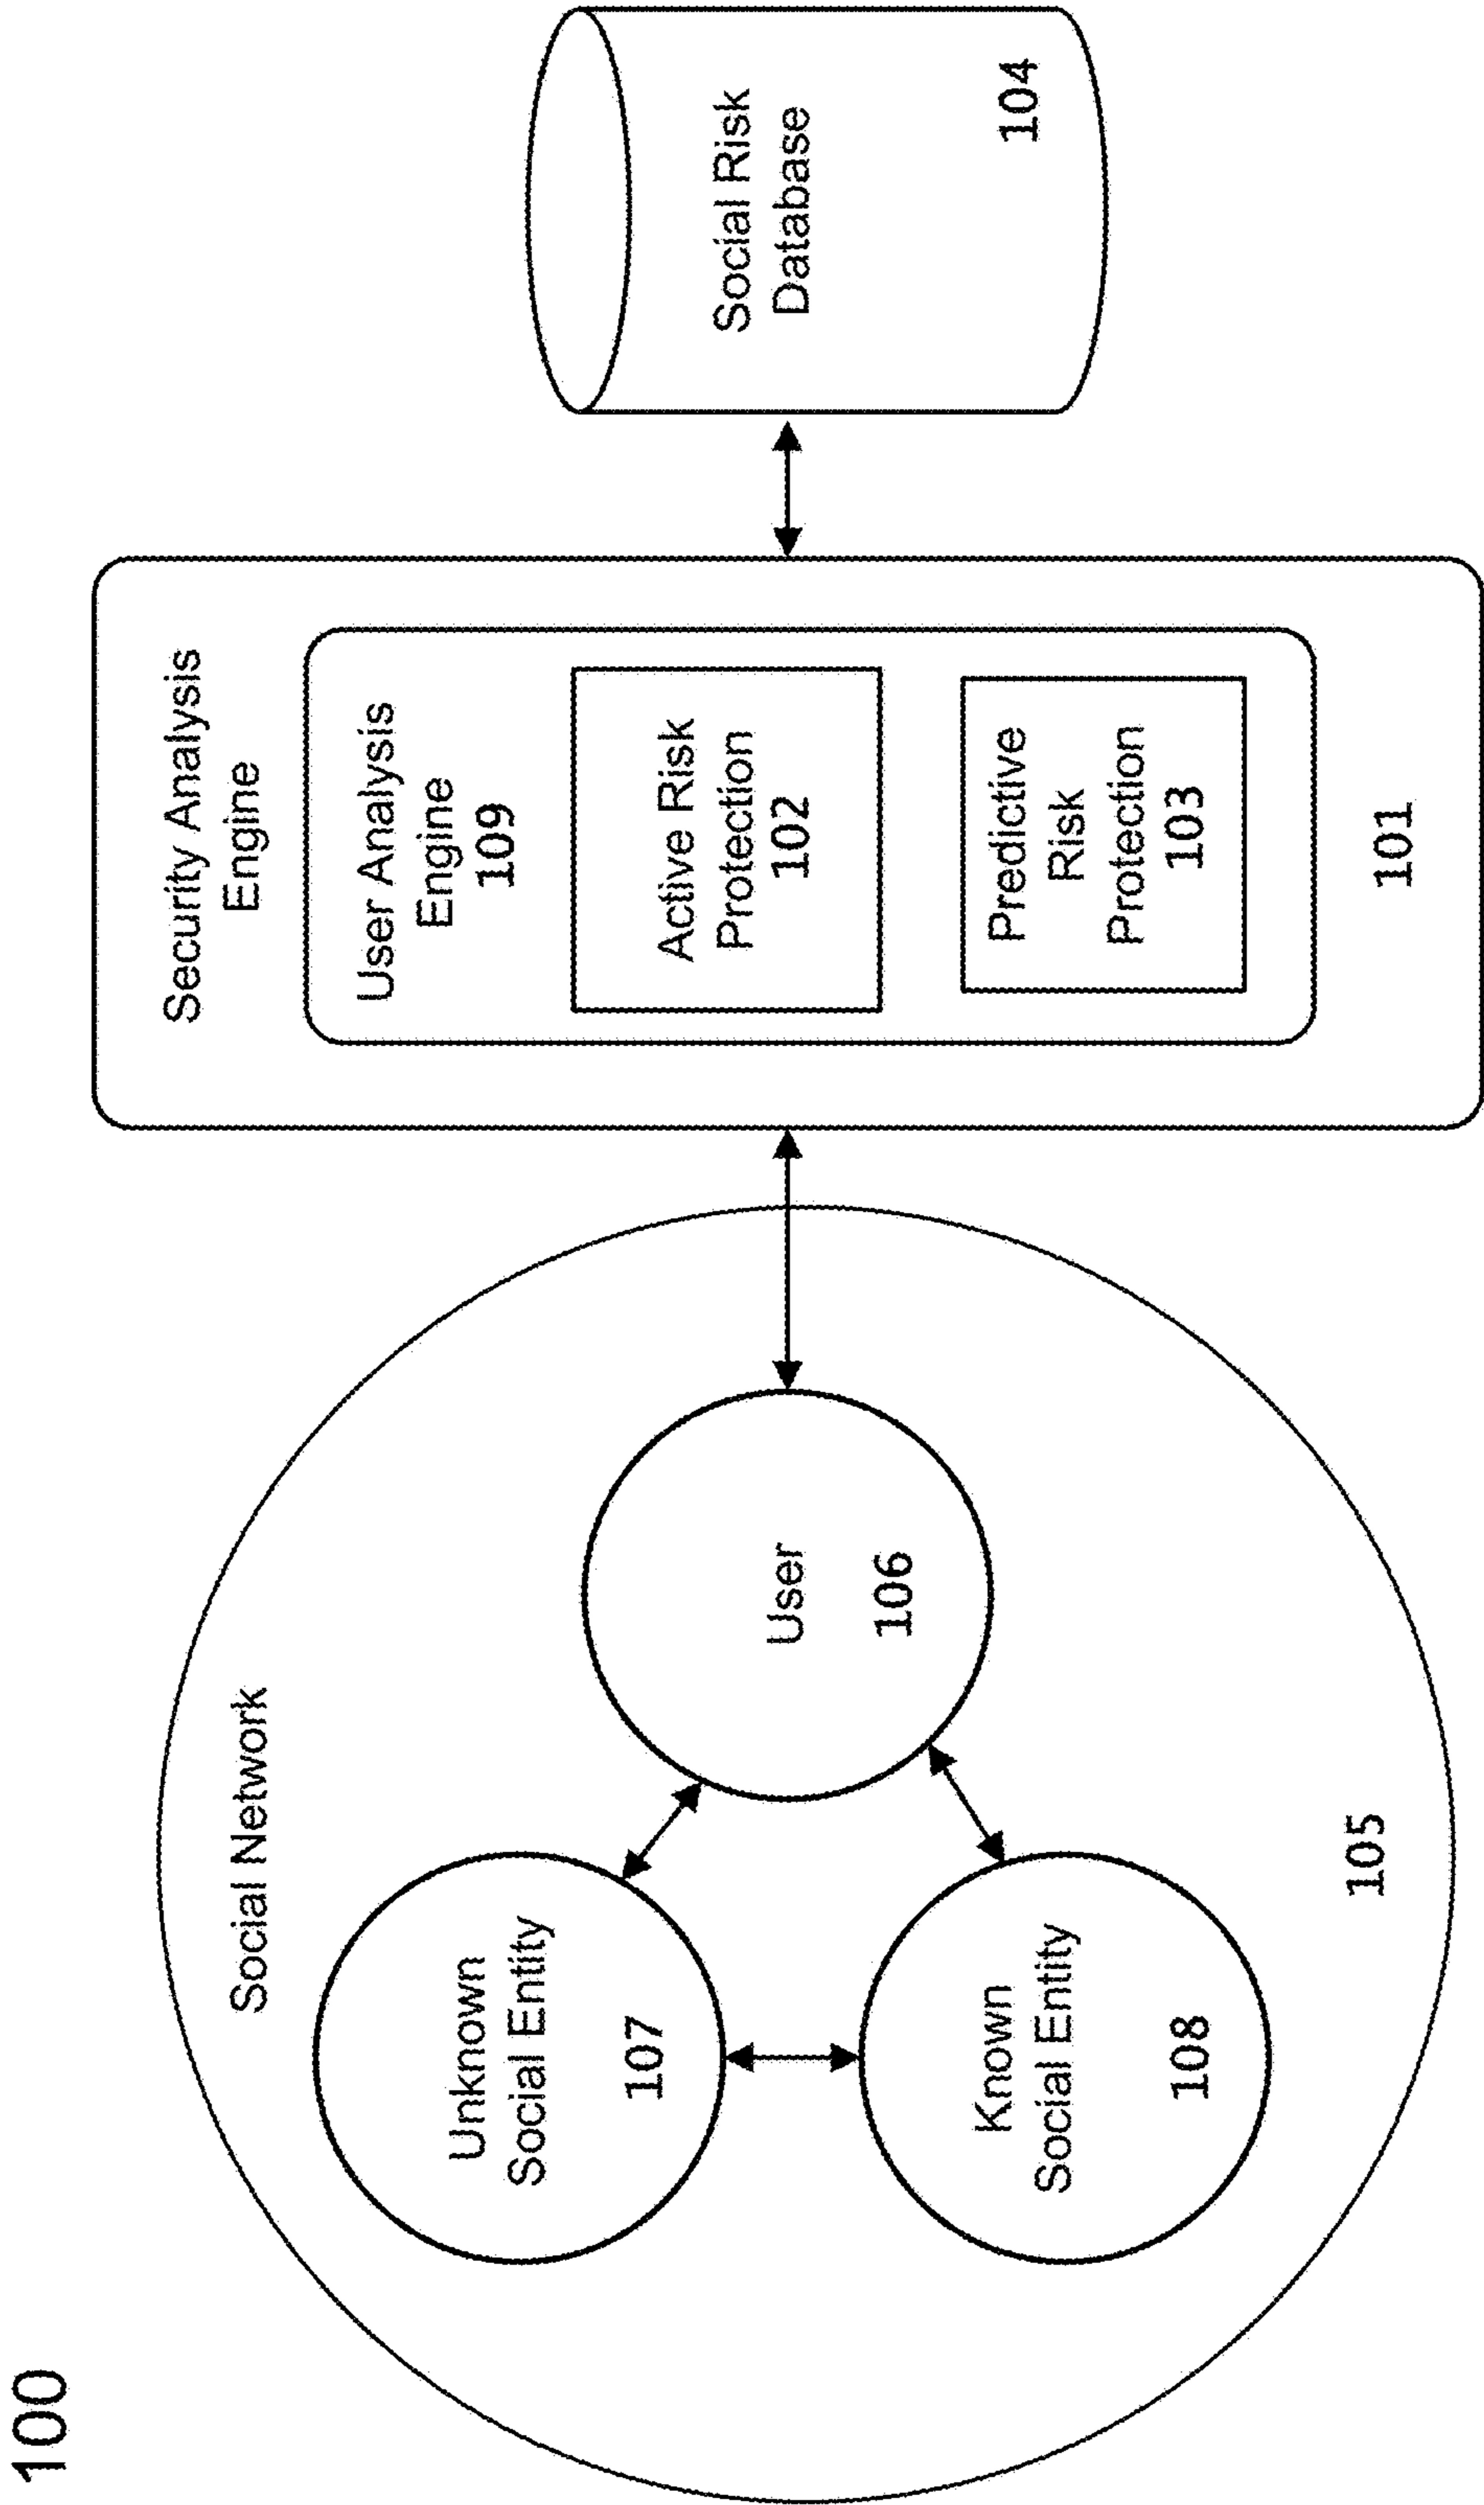 100
Social Network
Unknown
Social Entity
107
Known
Social Entity
108
User
106
105
Security Analysis
Engine
User Analysis
Engine
109
Active Risk
Protection
102
Predictive
Risk
Protection
103
101
Social Risk
Database
104